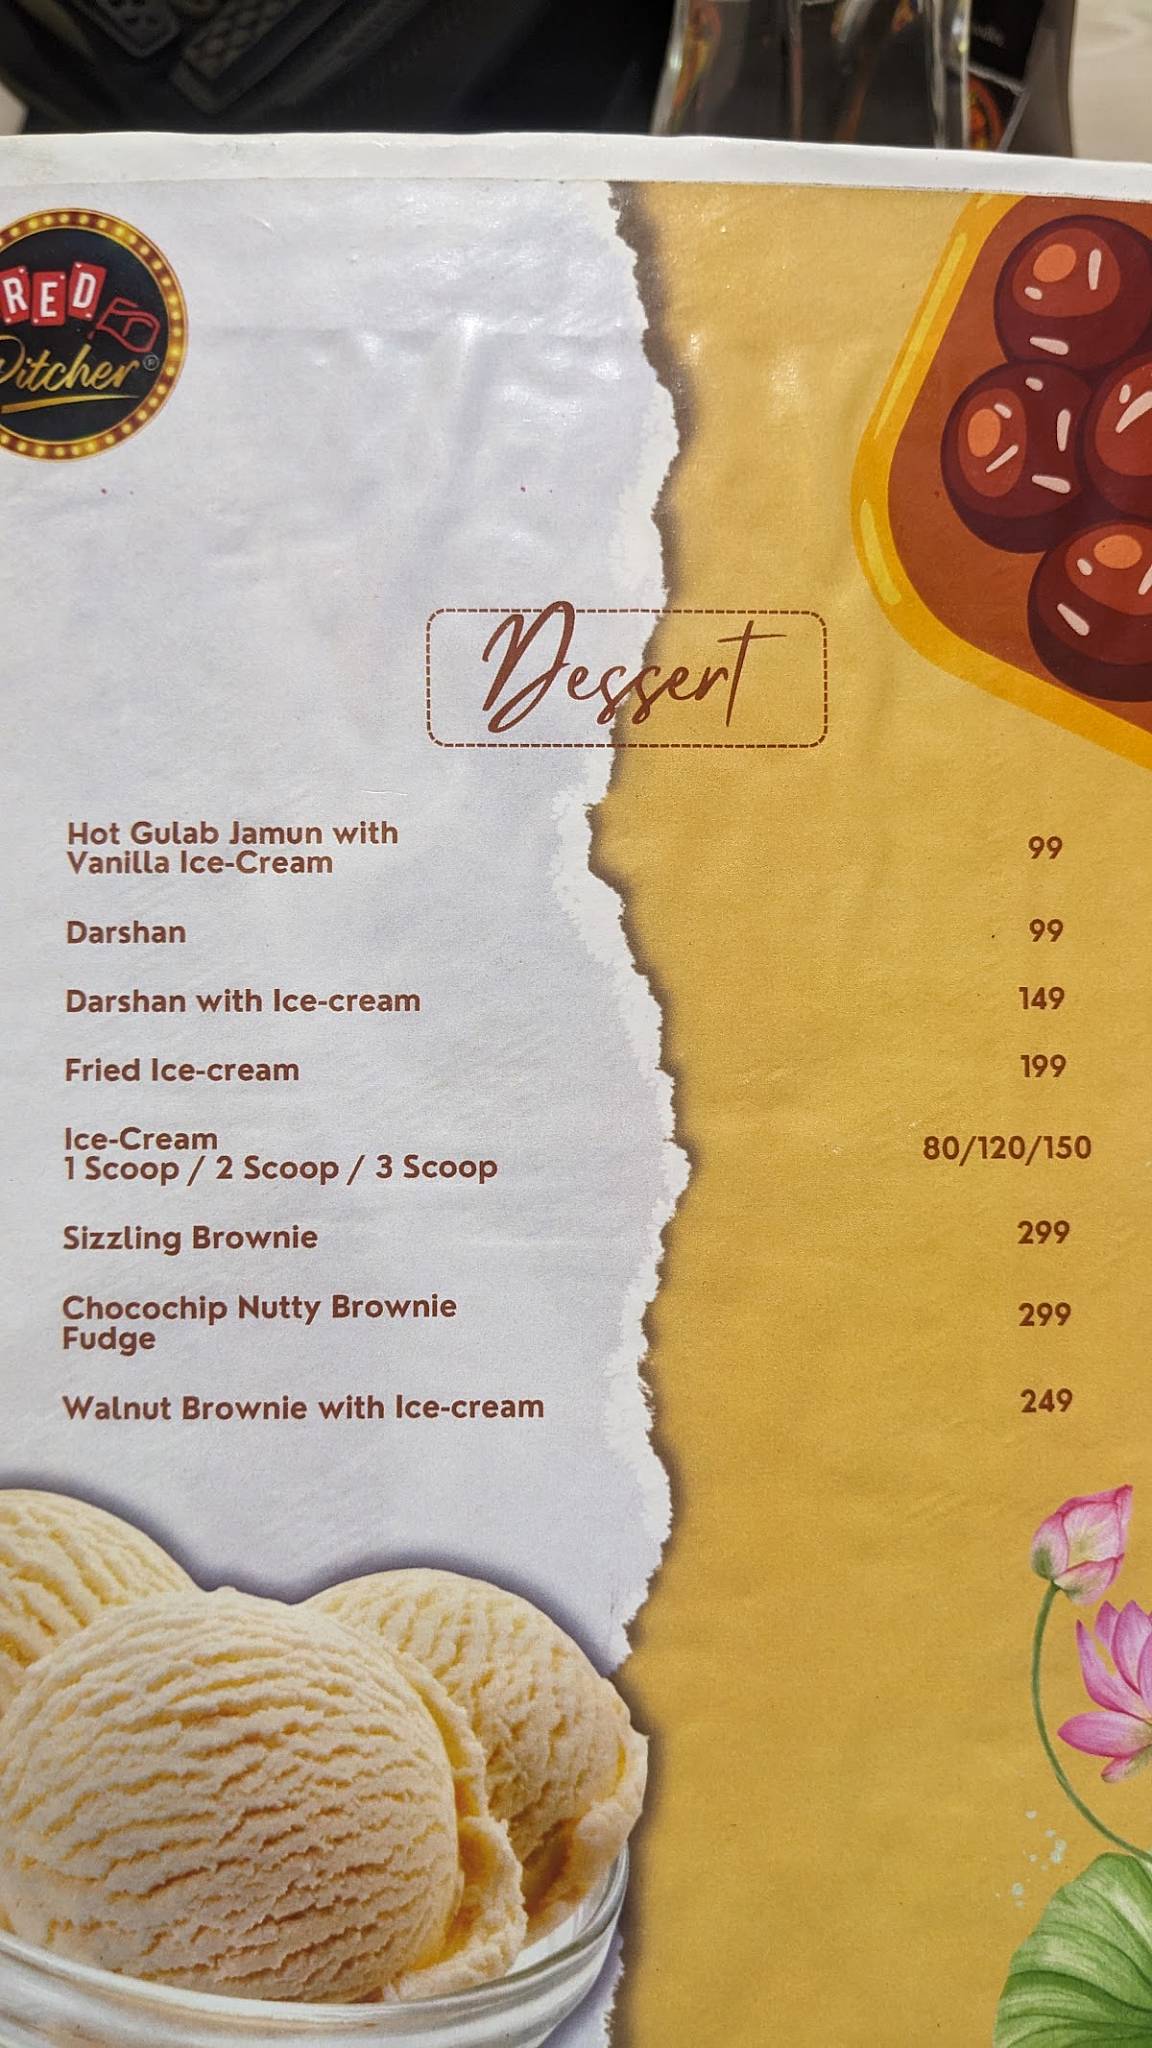 RED
Pitcher®
Dessert
Hot Gulab Jamun with
Vanilla Ice-Cream 99
Darshan 99
Darshan with Ice-cream 149
Fried Ice-cream 199
Ice-Cream
1 Scoop / 2 Scoop / 3 Scoop 80/120/150
Sizzling Brownie 299
Chocochip Nutty Brownie
Fudge 299
Walnut Brownie with Ice-cream 249